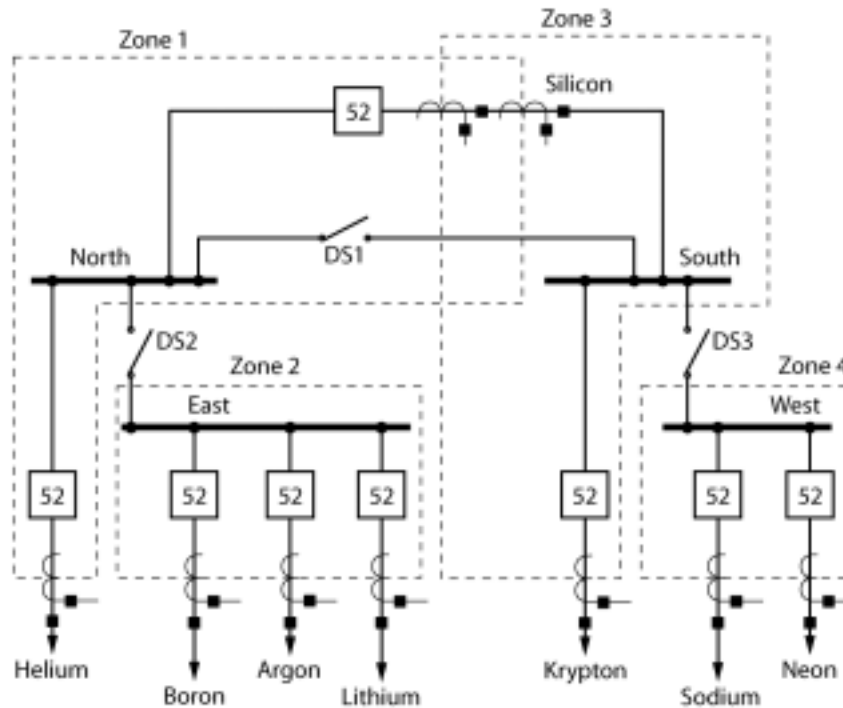 Zone 3
Zone 1
Silicon
52
North
DS1
South
DS2
DS3
Zone 2
Zone 4
East
West
52
52
52
52
52
52
52
Helium
Argon
Krypton
Neon
Boron
Lithium
Sodium